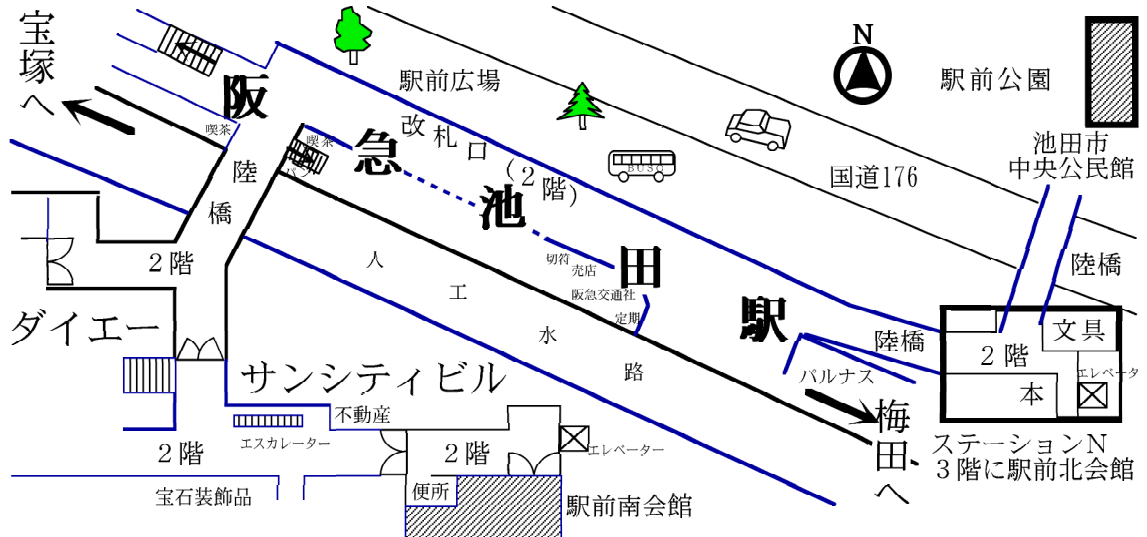 宝塚へ
阪急池田駅
駅前広場
改札口(2階)
N
駅前公園
池田市
中央公民館
国道176
BUS
喫茶
喫茶
パン
陸橋
2階
人工水路
切符
売店
阪急交通社
定期
陸橋
陸橋
パルナス
梅田へ
2階
文具
本
エレベータ
ステーションN
3階に駅前北会館
ダイエー
サンシティビル
不動産
エスカレーター
2階
2階
エレベーター
宝石装飾品
便所
駅前南会館